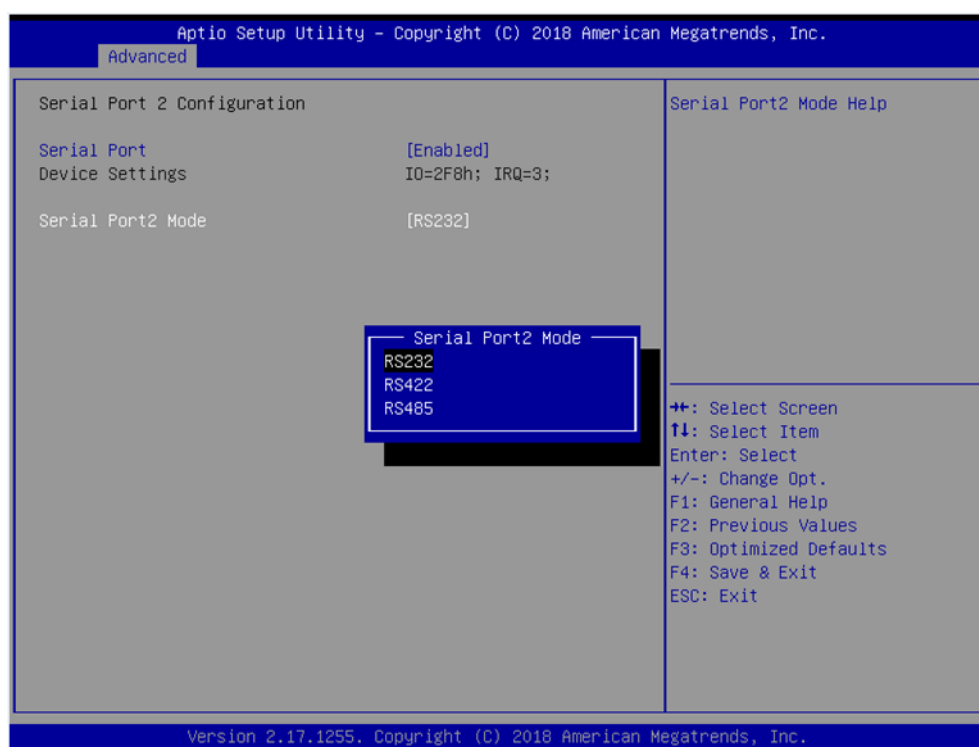 Aptio Setup Utility – Copyright (C) 2018 American Megatrends, Inc.
Advanced
Serial Port 2 Configuration
Serial Port [Enabled]
Device Settings IO=2F8h; IRQ=3;
Serial Port2 Mode [RS232]
Serial Port2 Mode
RS232
RS422
RS485
Serial Port2 Mode Help
→←: Select Screen
↑↓: Select Item
Enter: Select
+/-: Change Opt.
F1: General Help
F2: Previous Values
F3: Optimized Defaults
F4: Save & Exit
ESC: Exit
Version 2.17.1255. Copyright (C) 2018 American Megatrends, Inc.